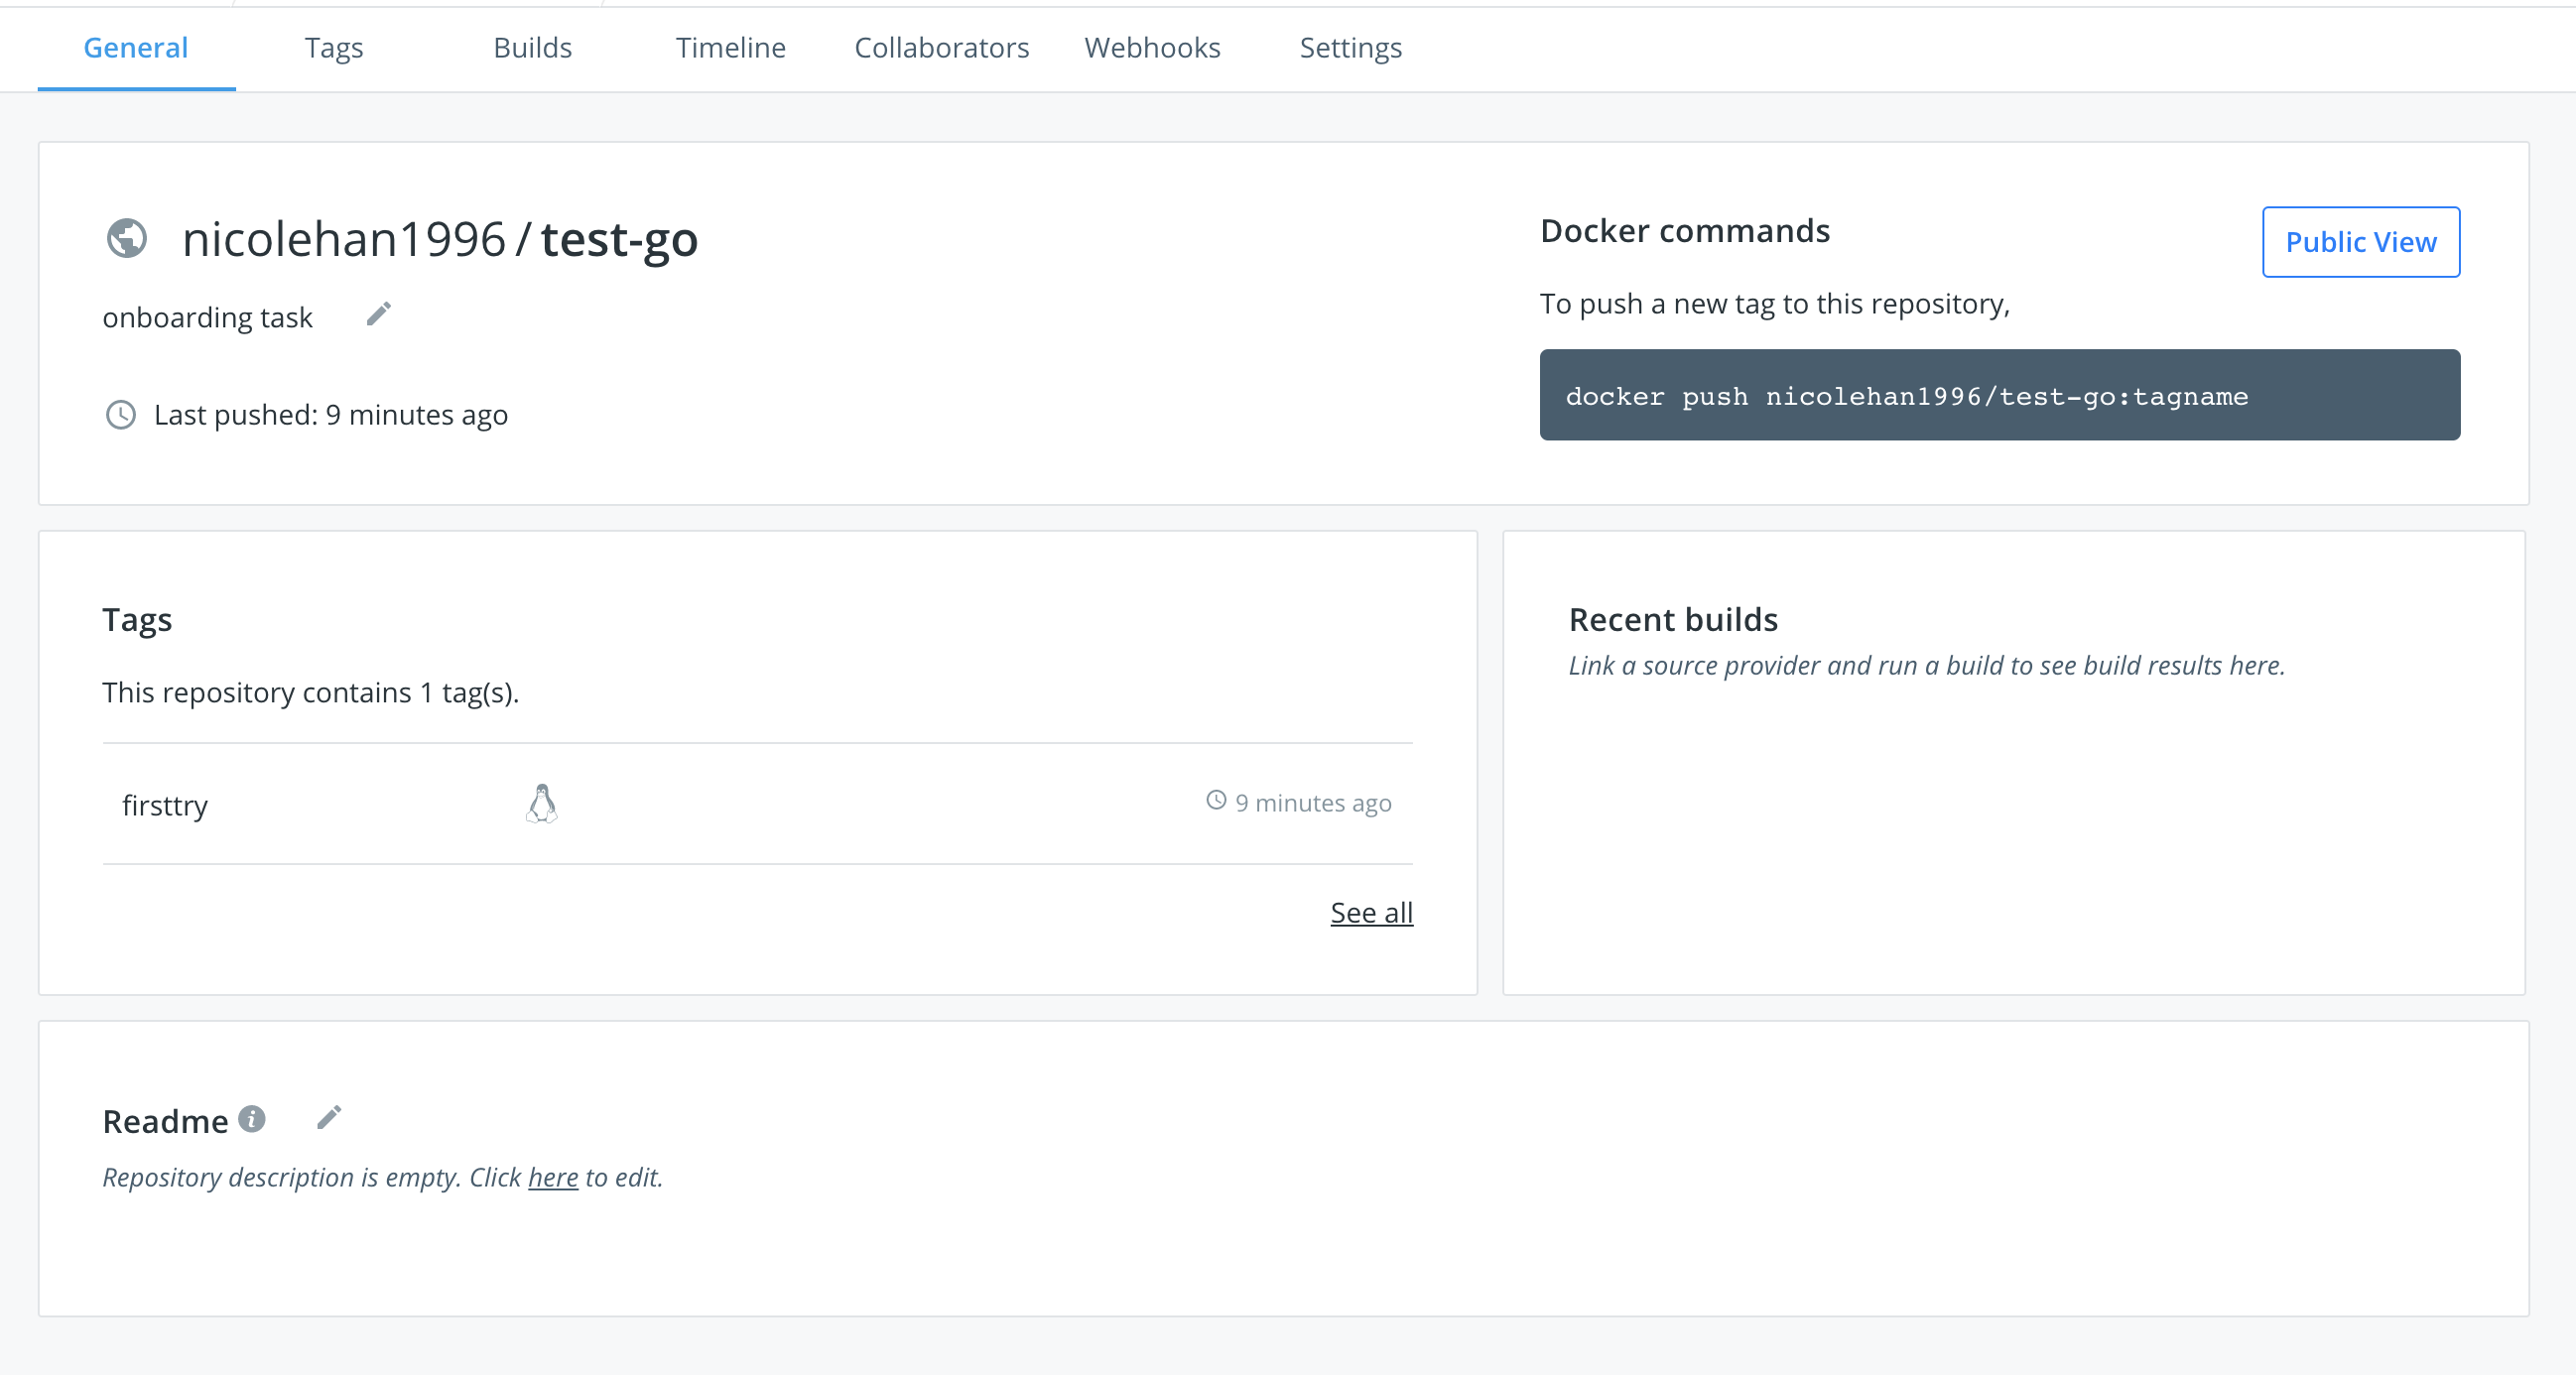 General Tags Builds Timeline Collaborators Webhooks Settings
nicolehan1996 / test-go
onboarding task
Last pushed: 9 minutes ago
Docker commands
Public View
To push a new tag to this repository,
docker push nicolehan1996/test-go:tagname
Tags
This repository contains 1 tag(s).
firsttry 9 minutes ago
See all
Recent builds
Link a source provider and run a build to see build results here.
Readme
Repository description is empty. Click here to edit.